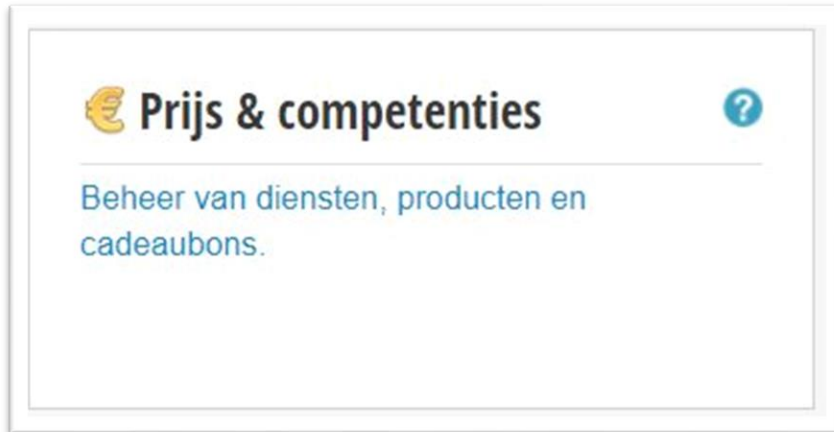 € Prijs & competenties ?
Beheer van diensten, producten en
cadeaubons.